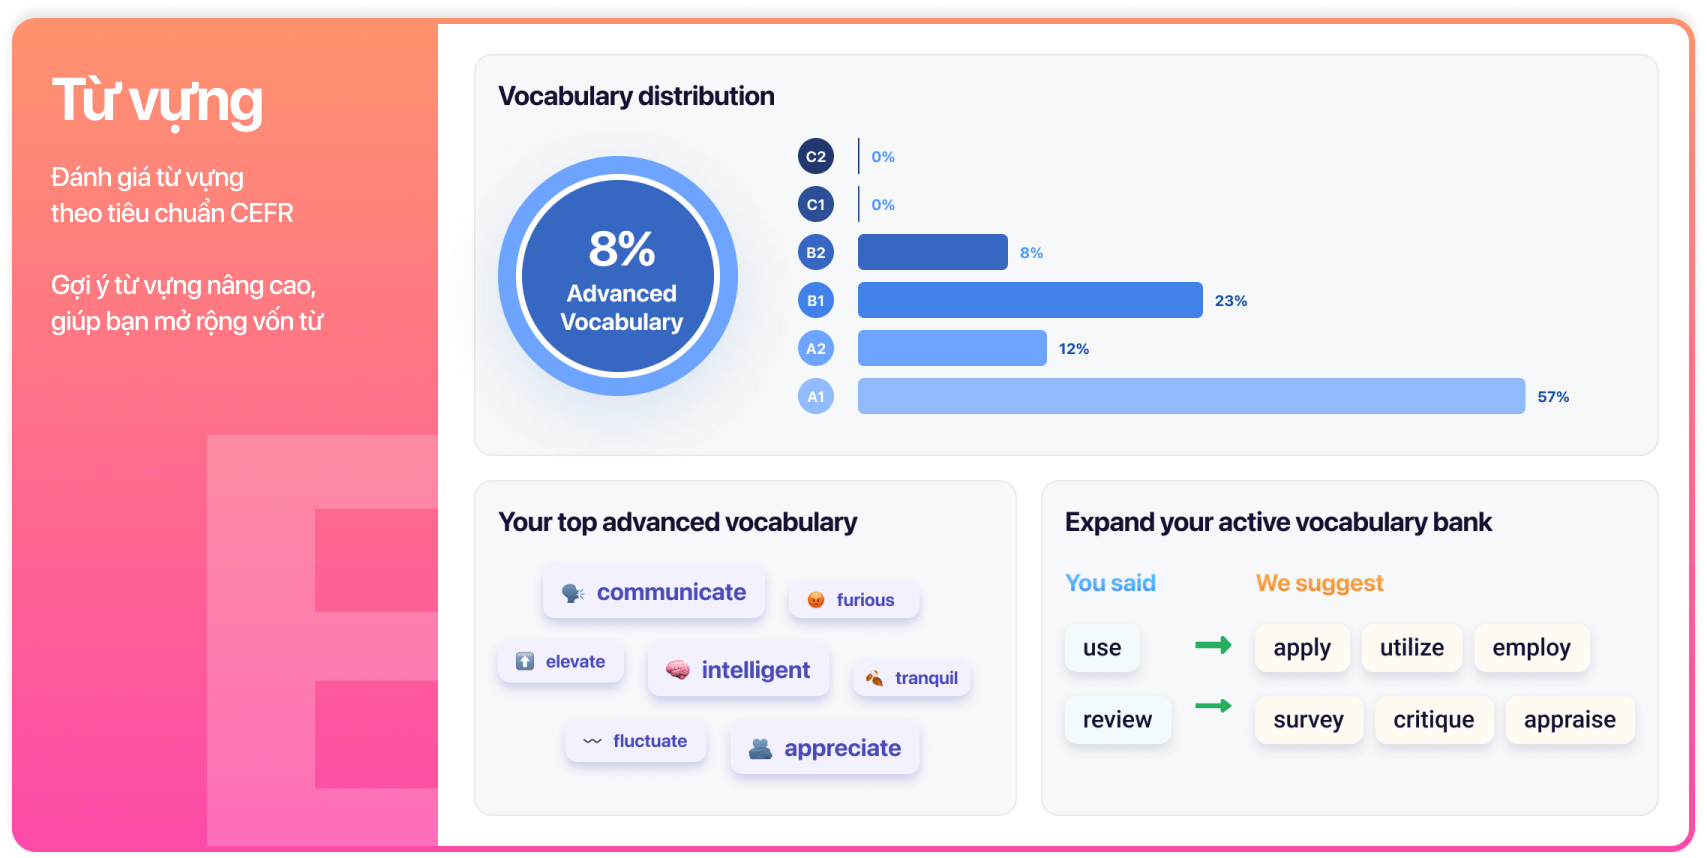 Từ vựng
Đánh giá từ vựng
theo tiêu chuẩn CEFR
Gợi ý từ vựng nâng cao,
giúp bạn mở rộng vốn từ
Vocabulary distribution
8%
Advanced
Vocabulary
C2 0%
C1 0%
B2 8%
B1 23%
A2 12%
A1 57%
Your top advanced vocabulary
communicate
furious
elevate
intelligent
tranquil
fluctuate
appreciate
Expand your active vocabulary bank
You said We suggest
use apply utilize employ
review survey critique appraise